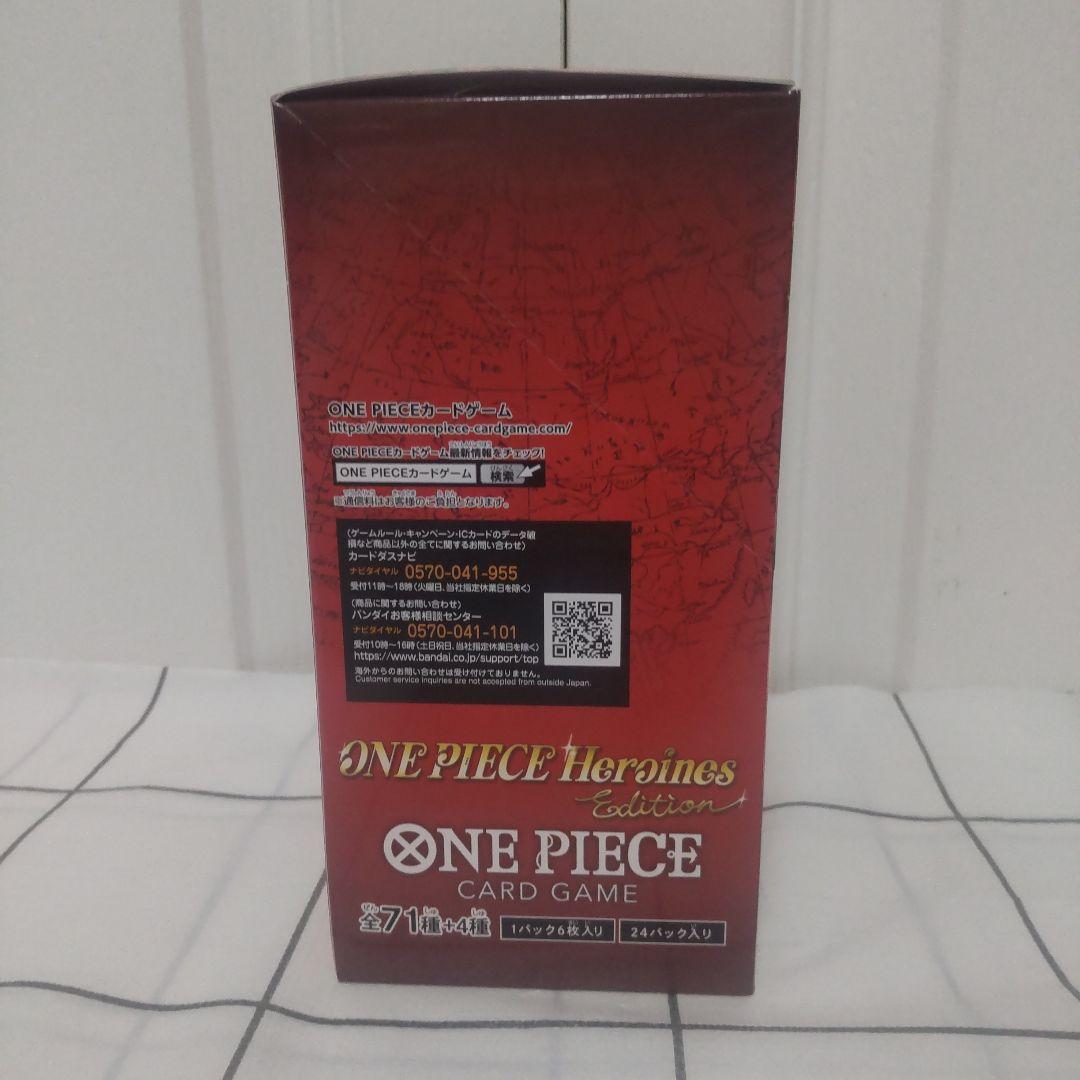 ONE PIECEカードゲーム
https://www.onepiece-cardgame.com/
ONE PIECEカードゲーム最新情報をチェック!
ONE PIECEカードゲーム 検索
※通信料はお客様のご負担となります。
(ゲームルール・キャンペーン・ICカードのデータ破
損など商品以外の全てに関するお問い合わせ)
カードダスナビ
ナビダイヤル 0570-041-955
受付11時~18時(火曜日、当社指定休業日を除く)
(商品に関するお問い合わせ)
バンダイお客様相談センター
ナビダイヤル 0570-041-101
受付10時~16時(土日祝日、当社指定休業日を除く)
https://www.bandai.co.jp/support/top
海外からのお問い合わせは受け付けておりません。
Customer service inquiries are not accepted from outside Japan.
ONE PIECE Heroines
Edition
ONE PIECE
CARD GAME
全71種+4種 1パック6枚入り 24パック入り